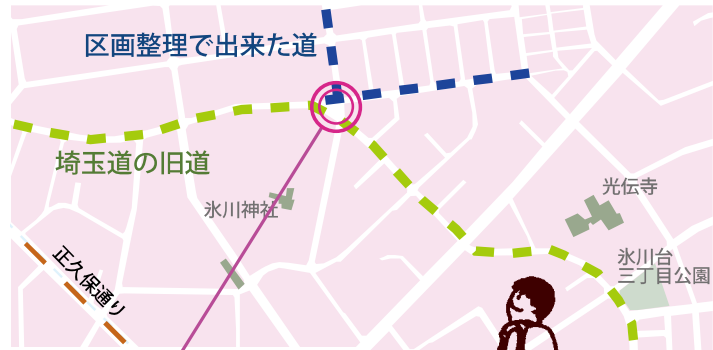 区画整理で出来た道
埼玉道の旧道
光伝寺
氷川神社
氷川台
三丁目公園
正久保通り